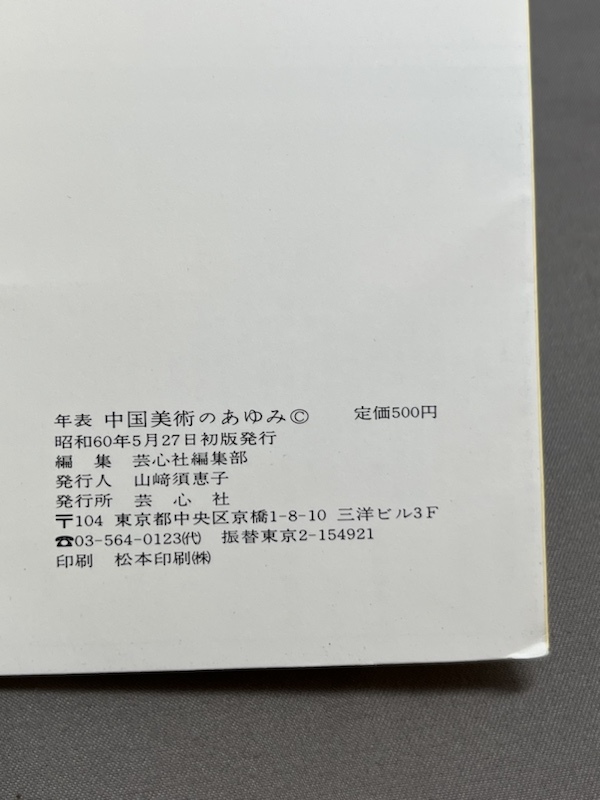 年表 中国美術のあゆみ© 定価500円
昭和60年5月27日初版発行
編 集 芸心社編集部
発行人 山﨑須恵子
発行所 芸心社
〒104 東京都中央区京橋1-8-10 三洋ビル3F
☎03-564-0123㈹ 振替東京2-154921
印刷 松本印刷㈱